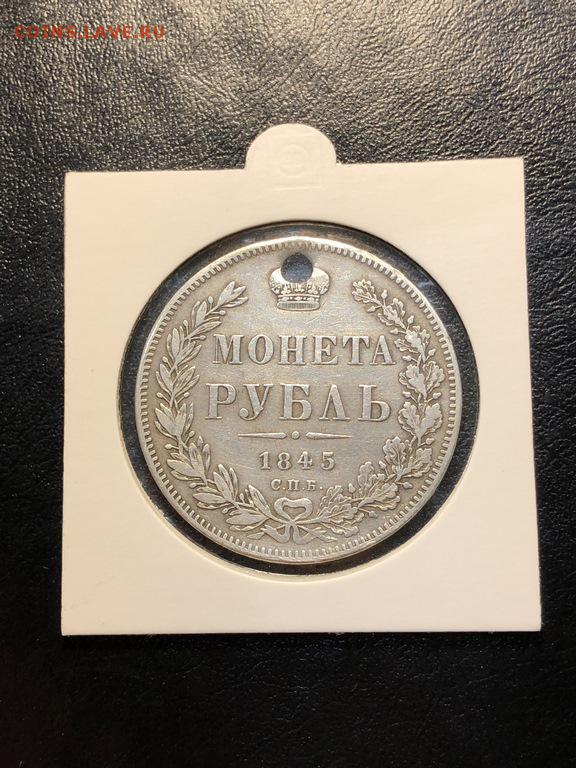 COINS.LAVE.RU
МОНЕТА
РУБЛЬ
1845
С.П.Б.